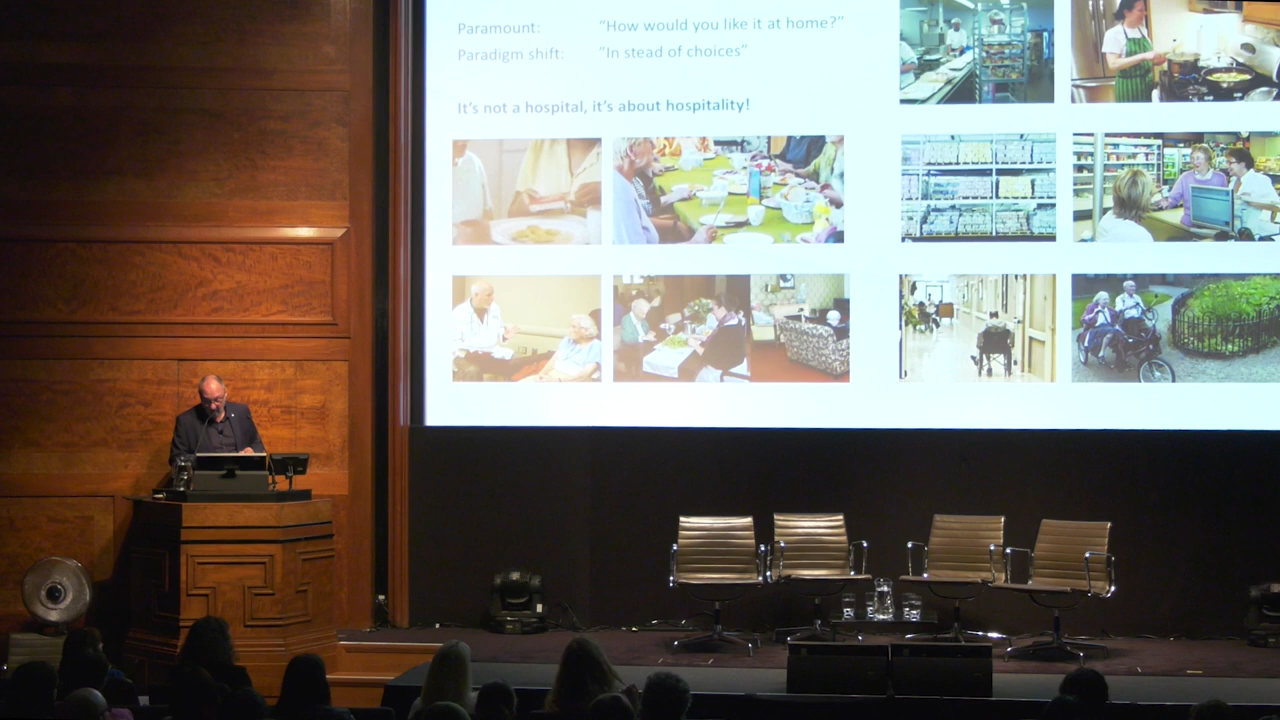 Paramount: “How would you like it at home?”
Paradigm shift: “In stead of choices”
It’s not a hospital, it’s about hospitality!